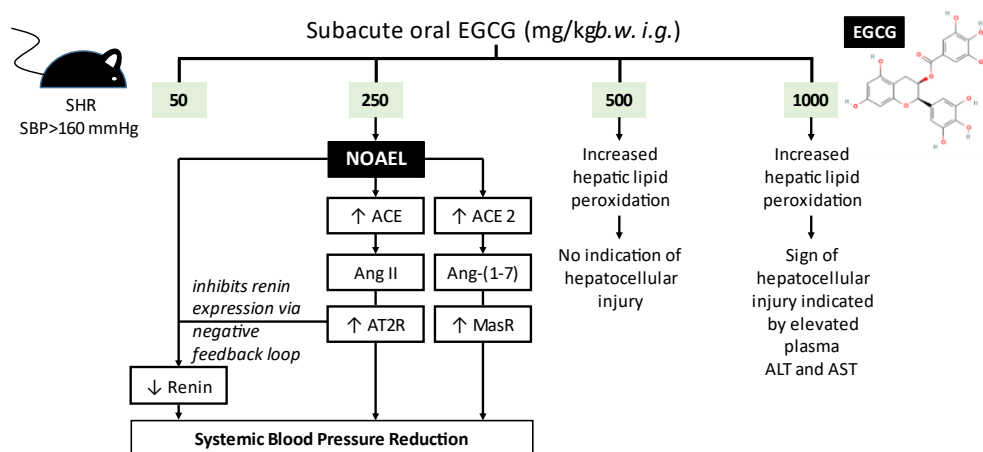 Subacute oral EGCG (mg/kgb.w. i.g.)
EGCG
SHR
SBP>160 mmHg
50
250
500
1000
NOAEL
↑ ACE
↑ ACE 2
Ang II
Ang-(1-7)
↑ AT2R
↑ MasR
inhibits renin
expression via
negative
feedback loop
↓ Renin
Systemic Blood Pressure Reduction
Increased
hepatic lipid
peroxidation
No indication of
hepatocellular
injury
Increased
hepatic lipid
peroxidation
Sign of
hepatocellular
injury indicated
by elevated
plasma
ALT and AST
H
O
H
O
H
O
O
O
H
O
O
H
O
O
H
O
H
O
H
O
H